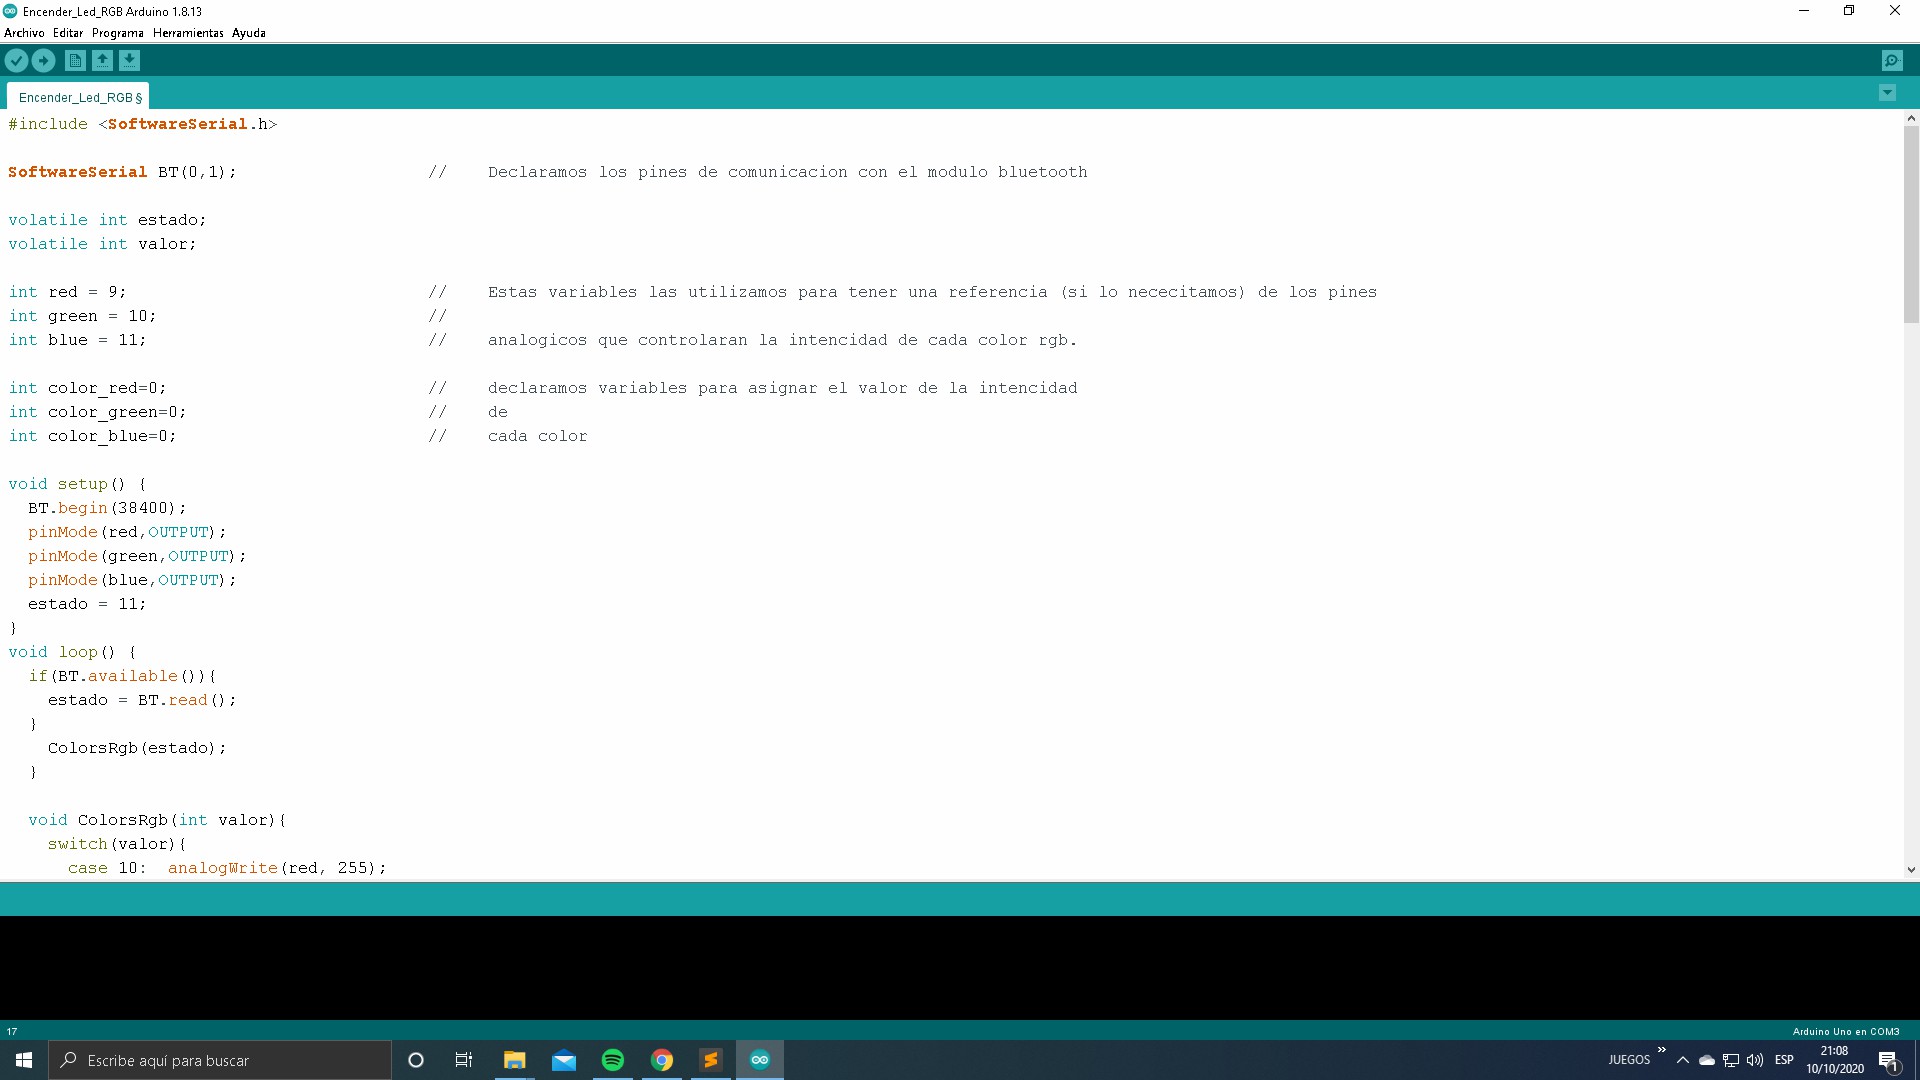 Encender_Led_RGB Arduino 1.8.13
Archivo Editar Programa Herramientas Ayuda
Encender_Led_RGB §
#include <SoftwareSerial.h>
SoftwareSerial BT(0,1); // Declaramos los pines de comunicacion con el modulo bluetooth
volatile int estado;
volatile int valor;
int red = 9; // Estas variables las utilizamos para tener una referencia (si lo nececitamos) de los pines
int green = 10; //
int blue = 11; // analogicos que controlaran la intencidad de cada color rgb.
int color_red=0; // declaramos variables para asignar el valor de la intencidad
int color_green=0; // de
int color_blue=0; // cada color
void setup() {
BT.begin(38400);
pinMode(red,OUTPUT);
pinMode(green,OUTPUT);
pinMode(blue,OUTPUT);
estado = 11;
}
void loop() {
if(BT.available()){
estado = BT.read();
}
ColorsRgb(estado);
}
void ColorsRgb(int valor){
switch(valor){
case 10: analogWrite(red, 255);
17
Arduino Uno en COM3
Escribe aquí para buscar
JUEGOS
ESP
21:08
10/10/2020
1